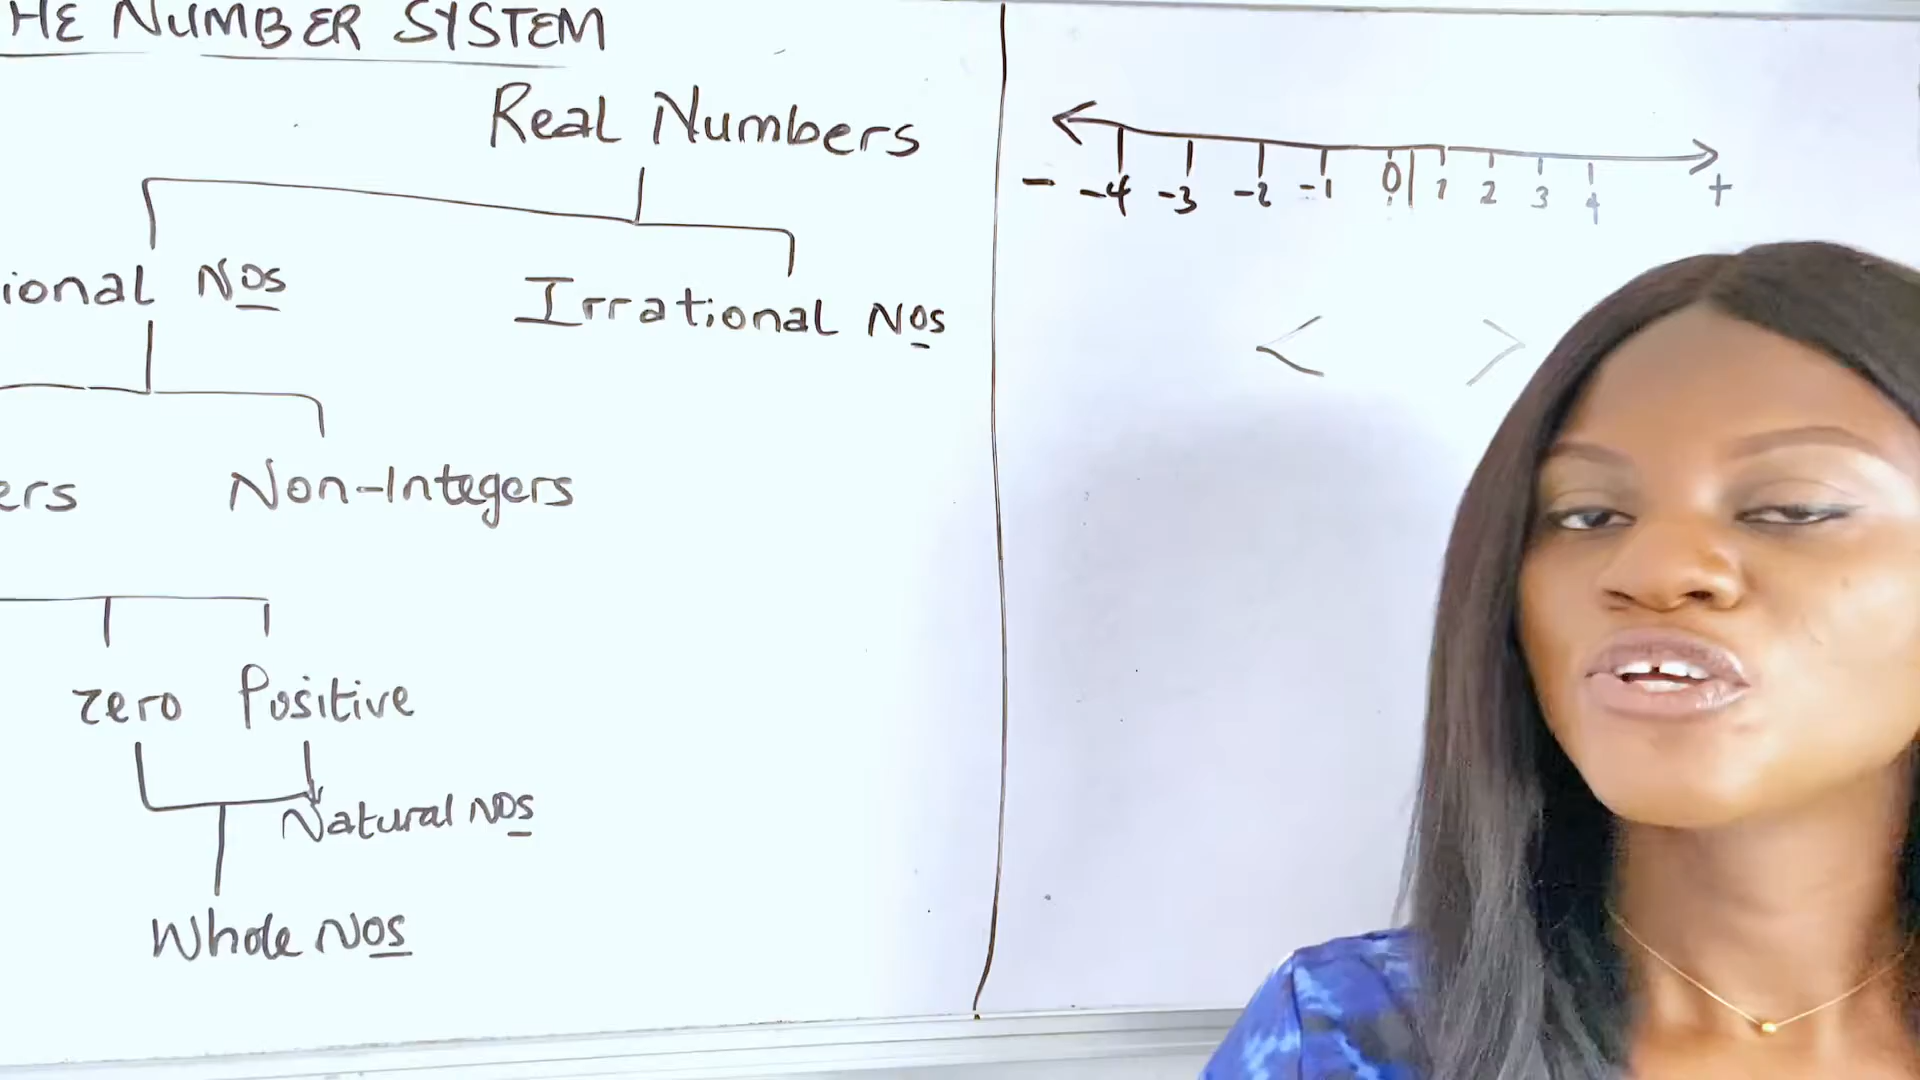 HE NUMBER SYSTEM
Real Numbers
ional Nos
Irrational Nos
ers
Non-Integers
zero
Positive
Natural Nos
Whole Nos
- -4 -3 -2 -1 0 1 2 3 4 +
< >